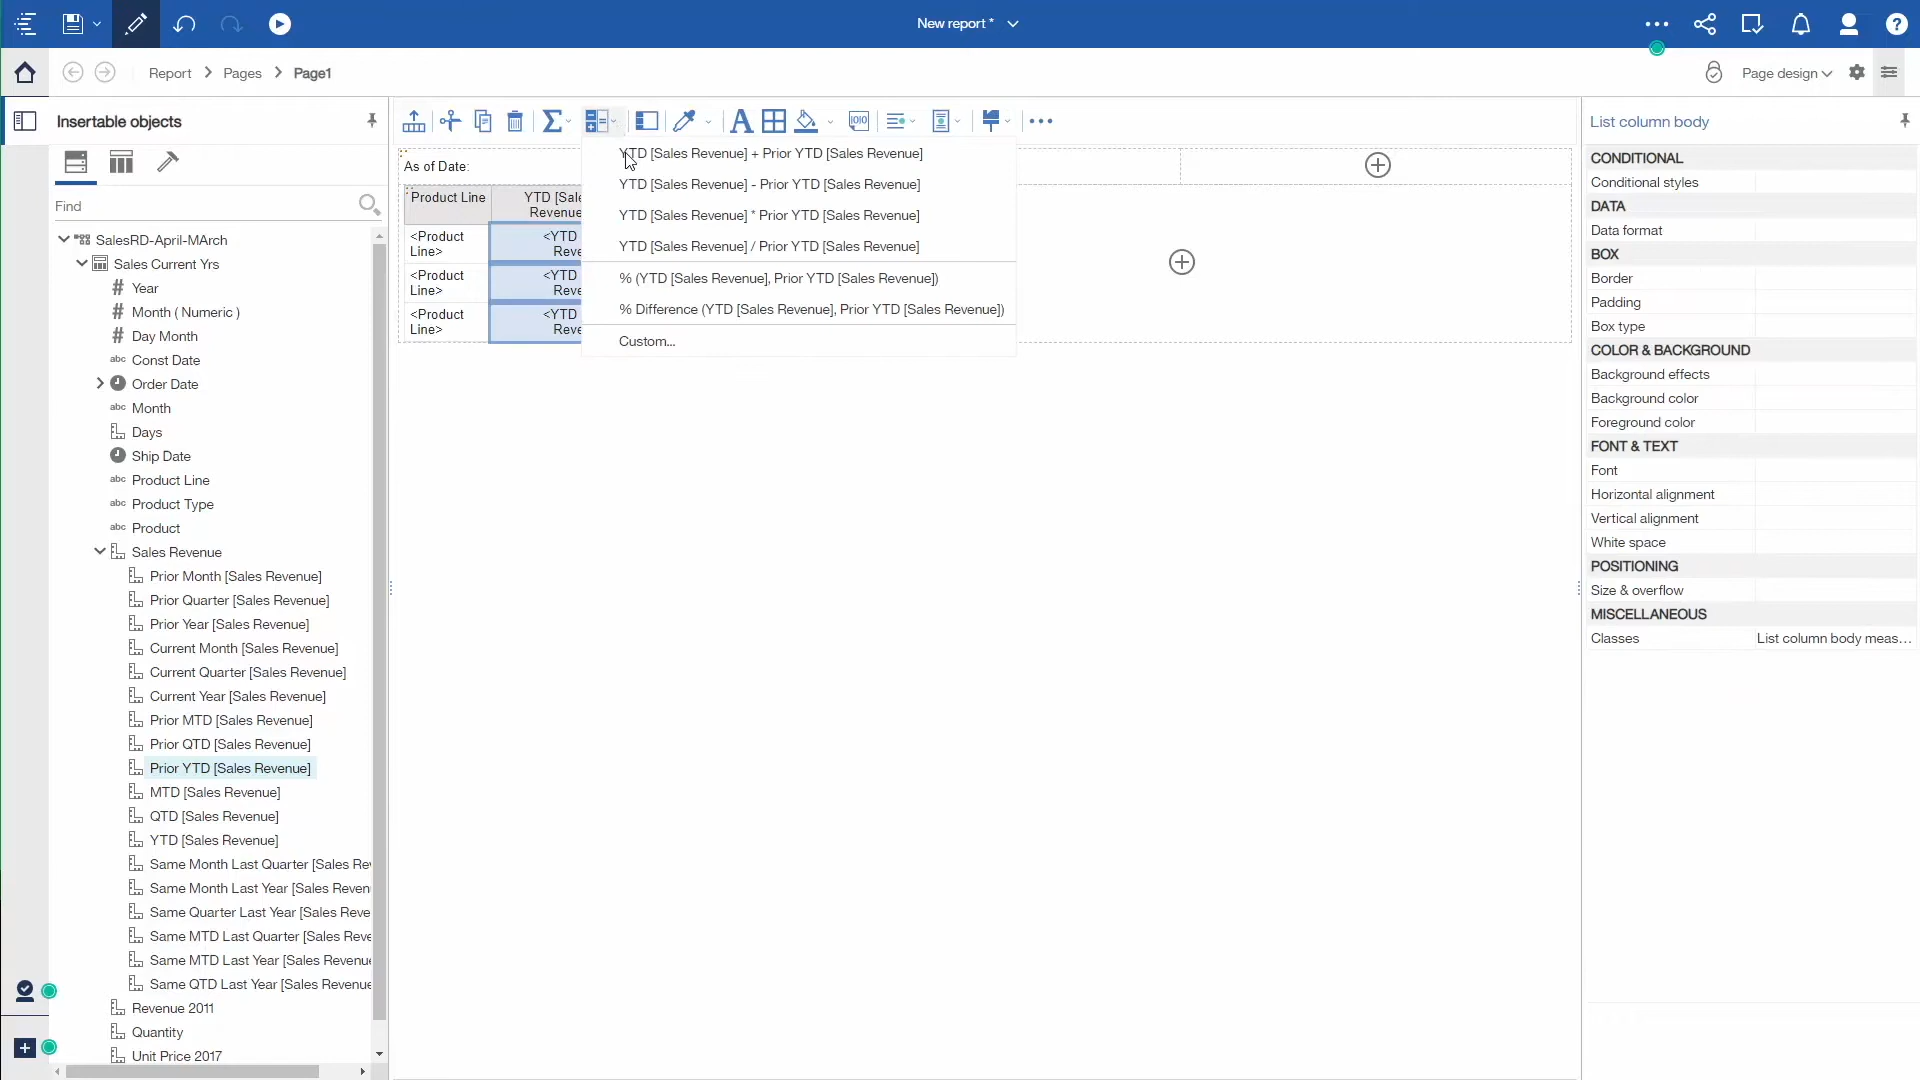 New report *
Report > Pages > Page1
Page design
Insertable objects
Find
SalesRD-April-MArch
Sales Current Yrs
# Year
# Month ( Numeric )
# Day Month
abc Const Date
Order Date
abc Month
Days
Ship Date
abc Product Line
abc Product Type
abc Product
Sales Revenue
Prior Month [Sales Revenue]
Prior Quarter [Sales Revenue]
Prior Year [Sales Revenue]
Current Month [Sales Revenue]
Current Quarter [Sales Revenue]
Current Year [Sales Revenue]
Prior MTD [Sales Revenue]
Prior QTD [Sales Revenue]
Prior YTD [Sales Revenue]
MTD [Sales Revenue]
QTD [Sales Revenue]
YTD [Sales Revenue]
Same Month Last Quarter [Sales Re
Same Month Last Year [Sales Reven
Same Quarter Last Year [Sales Reve
Same MTD Last Quarter [Sales Reve
Same MTD Last Year [Sales Revenue
Same QTD Last Year [Sales Revenue
Revenue 2011
Quantity
Unit Price 2017
As of Date:
Product Line
YTD [Sale
Revenue
<Product
Line>
<YTD
Reve
<Product
Line>
<YTD
Reve
<Product
Line>
<YTD
Reve
YTD [Sales Revenue] + Prior YTD [Sales Revenue]
YTD [Sales Revenue] - Prior YTD [Sales Revenue]
YTD [Sales Revenue] * Prior YTD [Sales Revenue]
YTD [Sales Revenue] / Prior YTD [Sales Revenue]
% (YTD [Sales Revenue], Prior YTD [Sales Revenue])
% Difference (YTD [Sales Revenue], Prior YTD [Sales Revenue])
Custom...
List column body
CONDITIONAL
Conditional styles
DATA
Data format
BOX
Border
Padding
Box type
COLOR & BACKGROUND
Background effects
Background color
Foreground color
FONT & TEXT
Font
Horizontal alignment
Vertical alignment
White space
POSITIONING
Size & overflow
MISCELLANEOUS
Classes List column body meas...